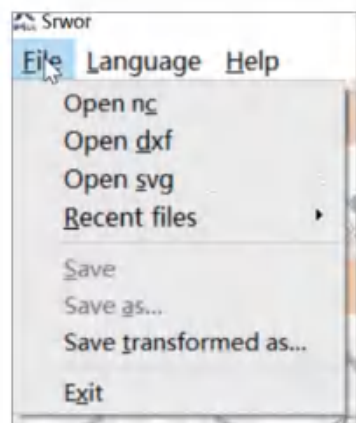 Srwor
File Language Help
Open nc
Open dxf
Open svg
Recent files
Save
Save as...
Save transformed as...
Exit